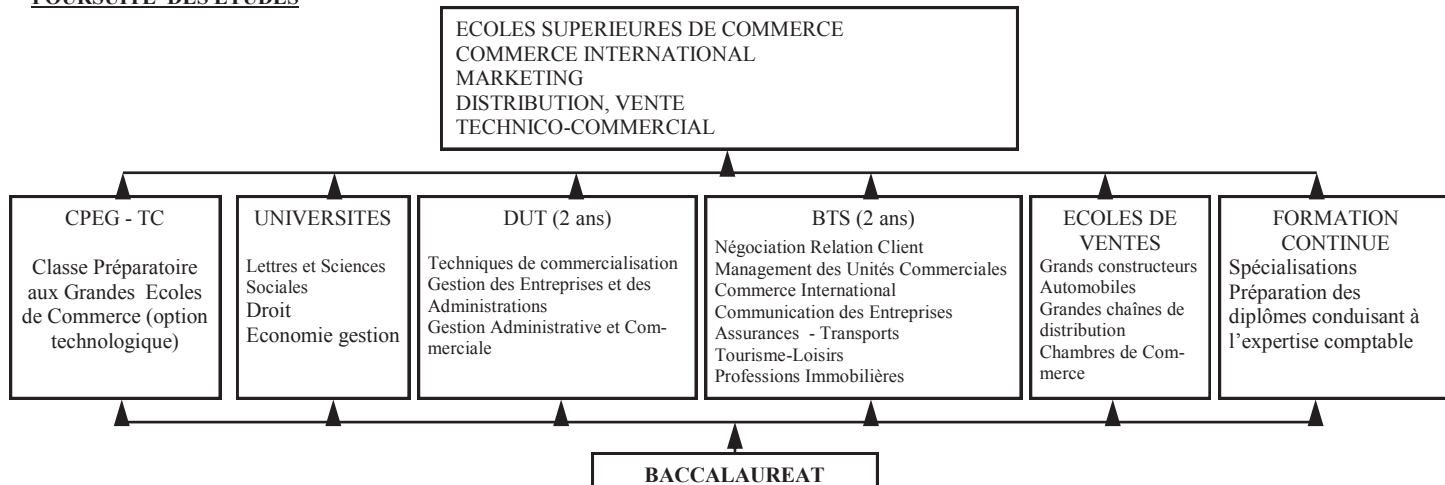 POURSUITE DES ETUDES
ECOLES SUPERIEURES DE COMMERCE
COMMERCE INTERNATIONAL
MARKETING
DISTRIBUTION, VENTE
TECHNICO-COMMERCIAL
CPEG - TC
Classe Préparatoire
aux Grandes Ecoles
de Commerce (option
technologique)
UNIVERSITES
Lettres et Sciences
Sociales
Droit
Economie gestion
DUT (2 ans)
Techniques de commercialisation
Gestion des Entreprises et des
Administrations
Gestion Administrative et Com-
merciale
BTS (2 ans)
Négociation Relation Client
Management des Unités Commerciales
Commerce International
Communication des Entreprises
Assurances - Transports
Tourisme-Loisirs
Professions Immobilières
ECOLES DE
VENTES
Grands constructeurs
Automobiles
Grandes chaînes de
distribution
Chambres de Com-
merce
FORMATION
CONTINUE
Spécialisations
Préparation des
diplômes conduisant à
l’expertise comptable
BACCALAUREAT